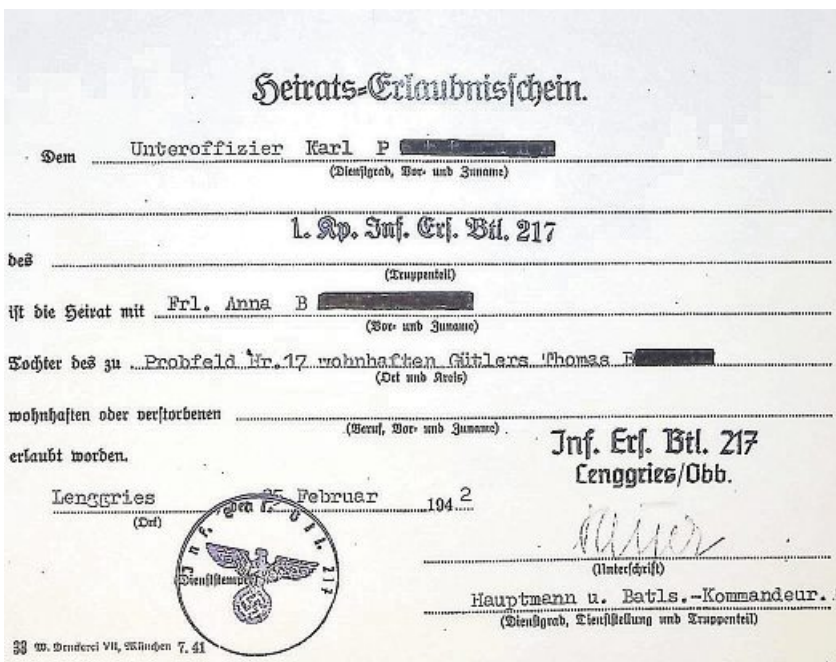 Heirats-Erlaubnisschein.
Dem Unteroffizier Karl P
(Dienstgrad, Vor- und Zuname)
1. Kp. Inf. Ers. Btl. 217
des
(Truppenteil)
ist die Heirat mit Frl. Anna B
(Vor- und Zuname)
Tochter des zu Probfeld Nr.17 wohnhaften Gütlers Thomas
(Ort und Kreis)
wohnhaften oder verstorbenen
(Beruf, Vor- und Zuname)
erlaubt worden.
Inf. Ers. Btl. 217
Lenggries/Obb.
Lenggries 25 Februar 1942
(Ort)
Inf. Ers. Btl. 217
Dienststempel
(Unterschrift)
Hauptmann u. Batls.-Kommandeur.
(Dienstgrad, Dienststellung und Truppenteil)
W. Druckerei VII, München 7.41